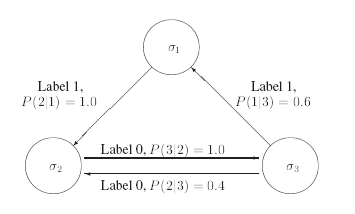 σ₁
Label 1,
P(2|1) = 1.0
Label 1,
P(1|3) = 0.6
Label 0, P(3|2) = 1.0
σ₂
σ₃
Label 0, P(2|3) = 0.4